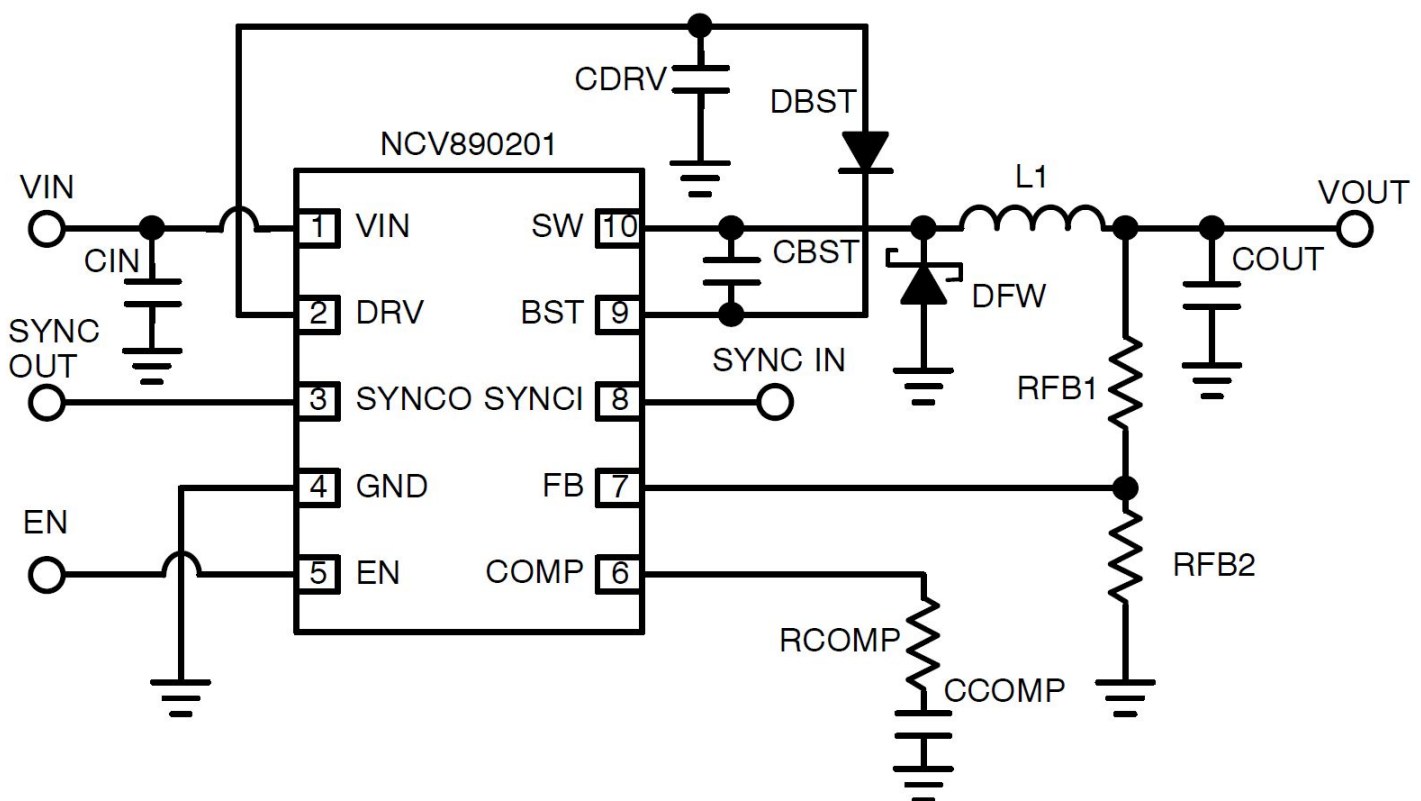 CDRV
DBST
NCV890201
VIN
L1
VOUT
1 VIN
SW 10
CIN
CBST
COUT
DFW
2 DRV
BST 9
SYNC
OUT
SYNC IN
3 SYNCO
SYNCI 8
RFB1
4 GND
FB 7
EN
5 EN
COMP 6
RFB2
RCOMP
CCOMP